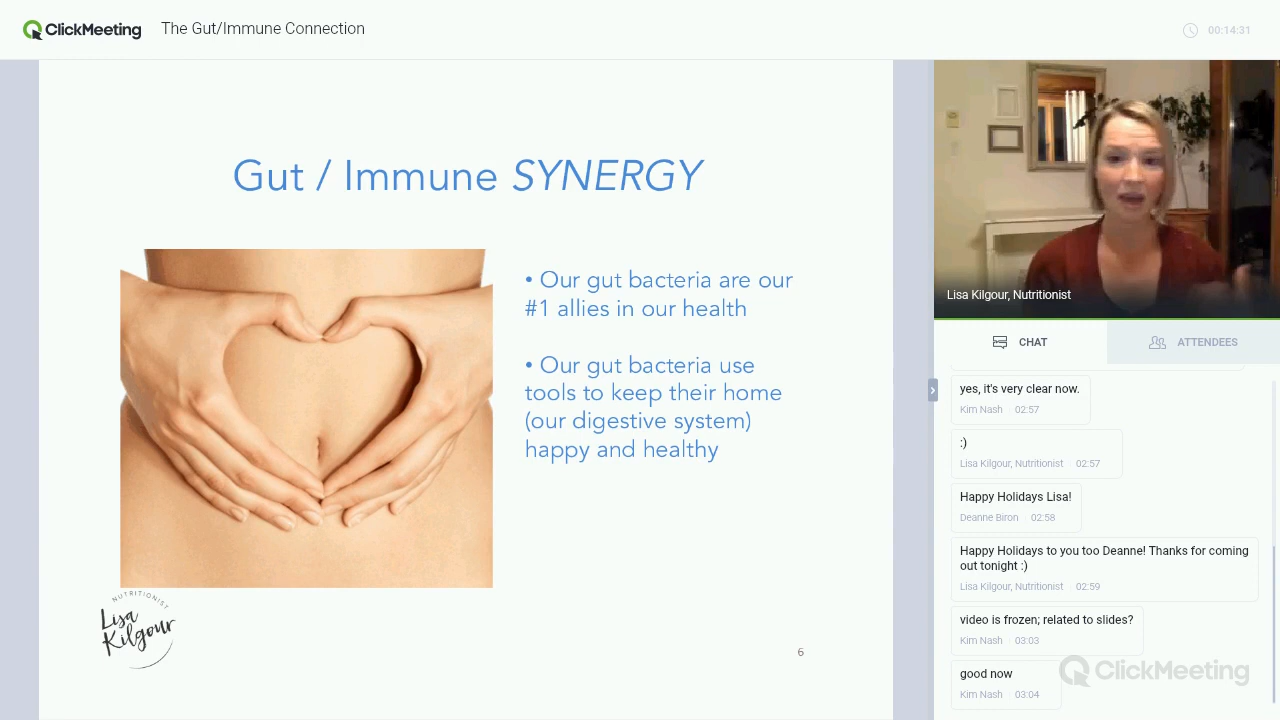 ClickMeeting
The Gut/Immune Connection
00:14:31
Gut / Immune SYNERGY
• Our gut bacteria are our
#1 allies in our health
• Our gut bacteria use
tools to keep their home
(our digestive system)
happy and healthy
NUTRITIONIST
Lisa
Kilgour
6
Lisa Kilgour, Nutritionist
CHAT
ATTENDEES
yes, it's very clear now.
Kim Nash 02:57
:)
Lisa Kilgour, Nutritionist 02:57
Happy Holidays Lisa!
Deanne Biron 02:58
Happy Holidays to you too Deanne! Thanks for coming
out tonight :)
Lisa Kilgour, Nutritionist 02:59
video is frozen; related to slides?
Kim Nash 03:03
good now
Kim Nash 03:04
ClickMeeting